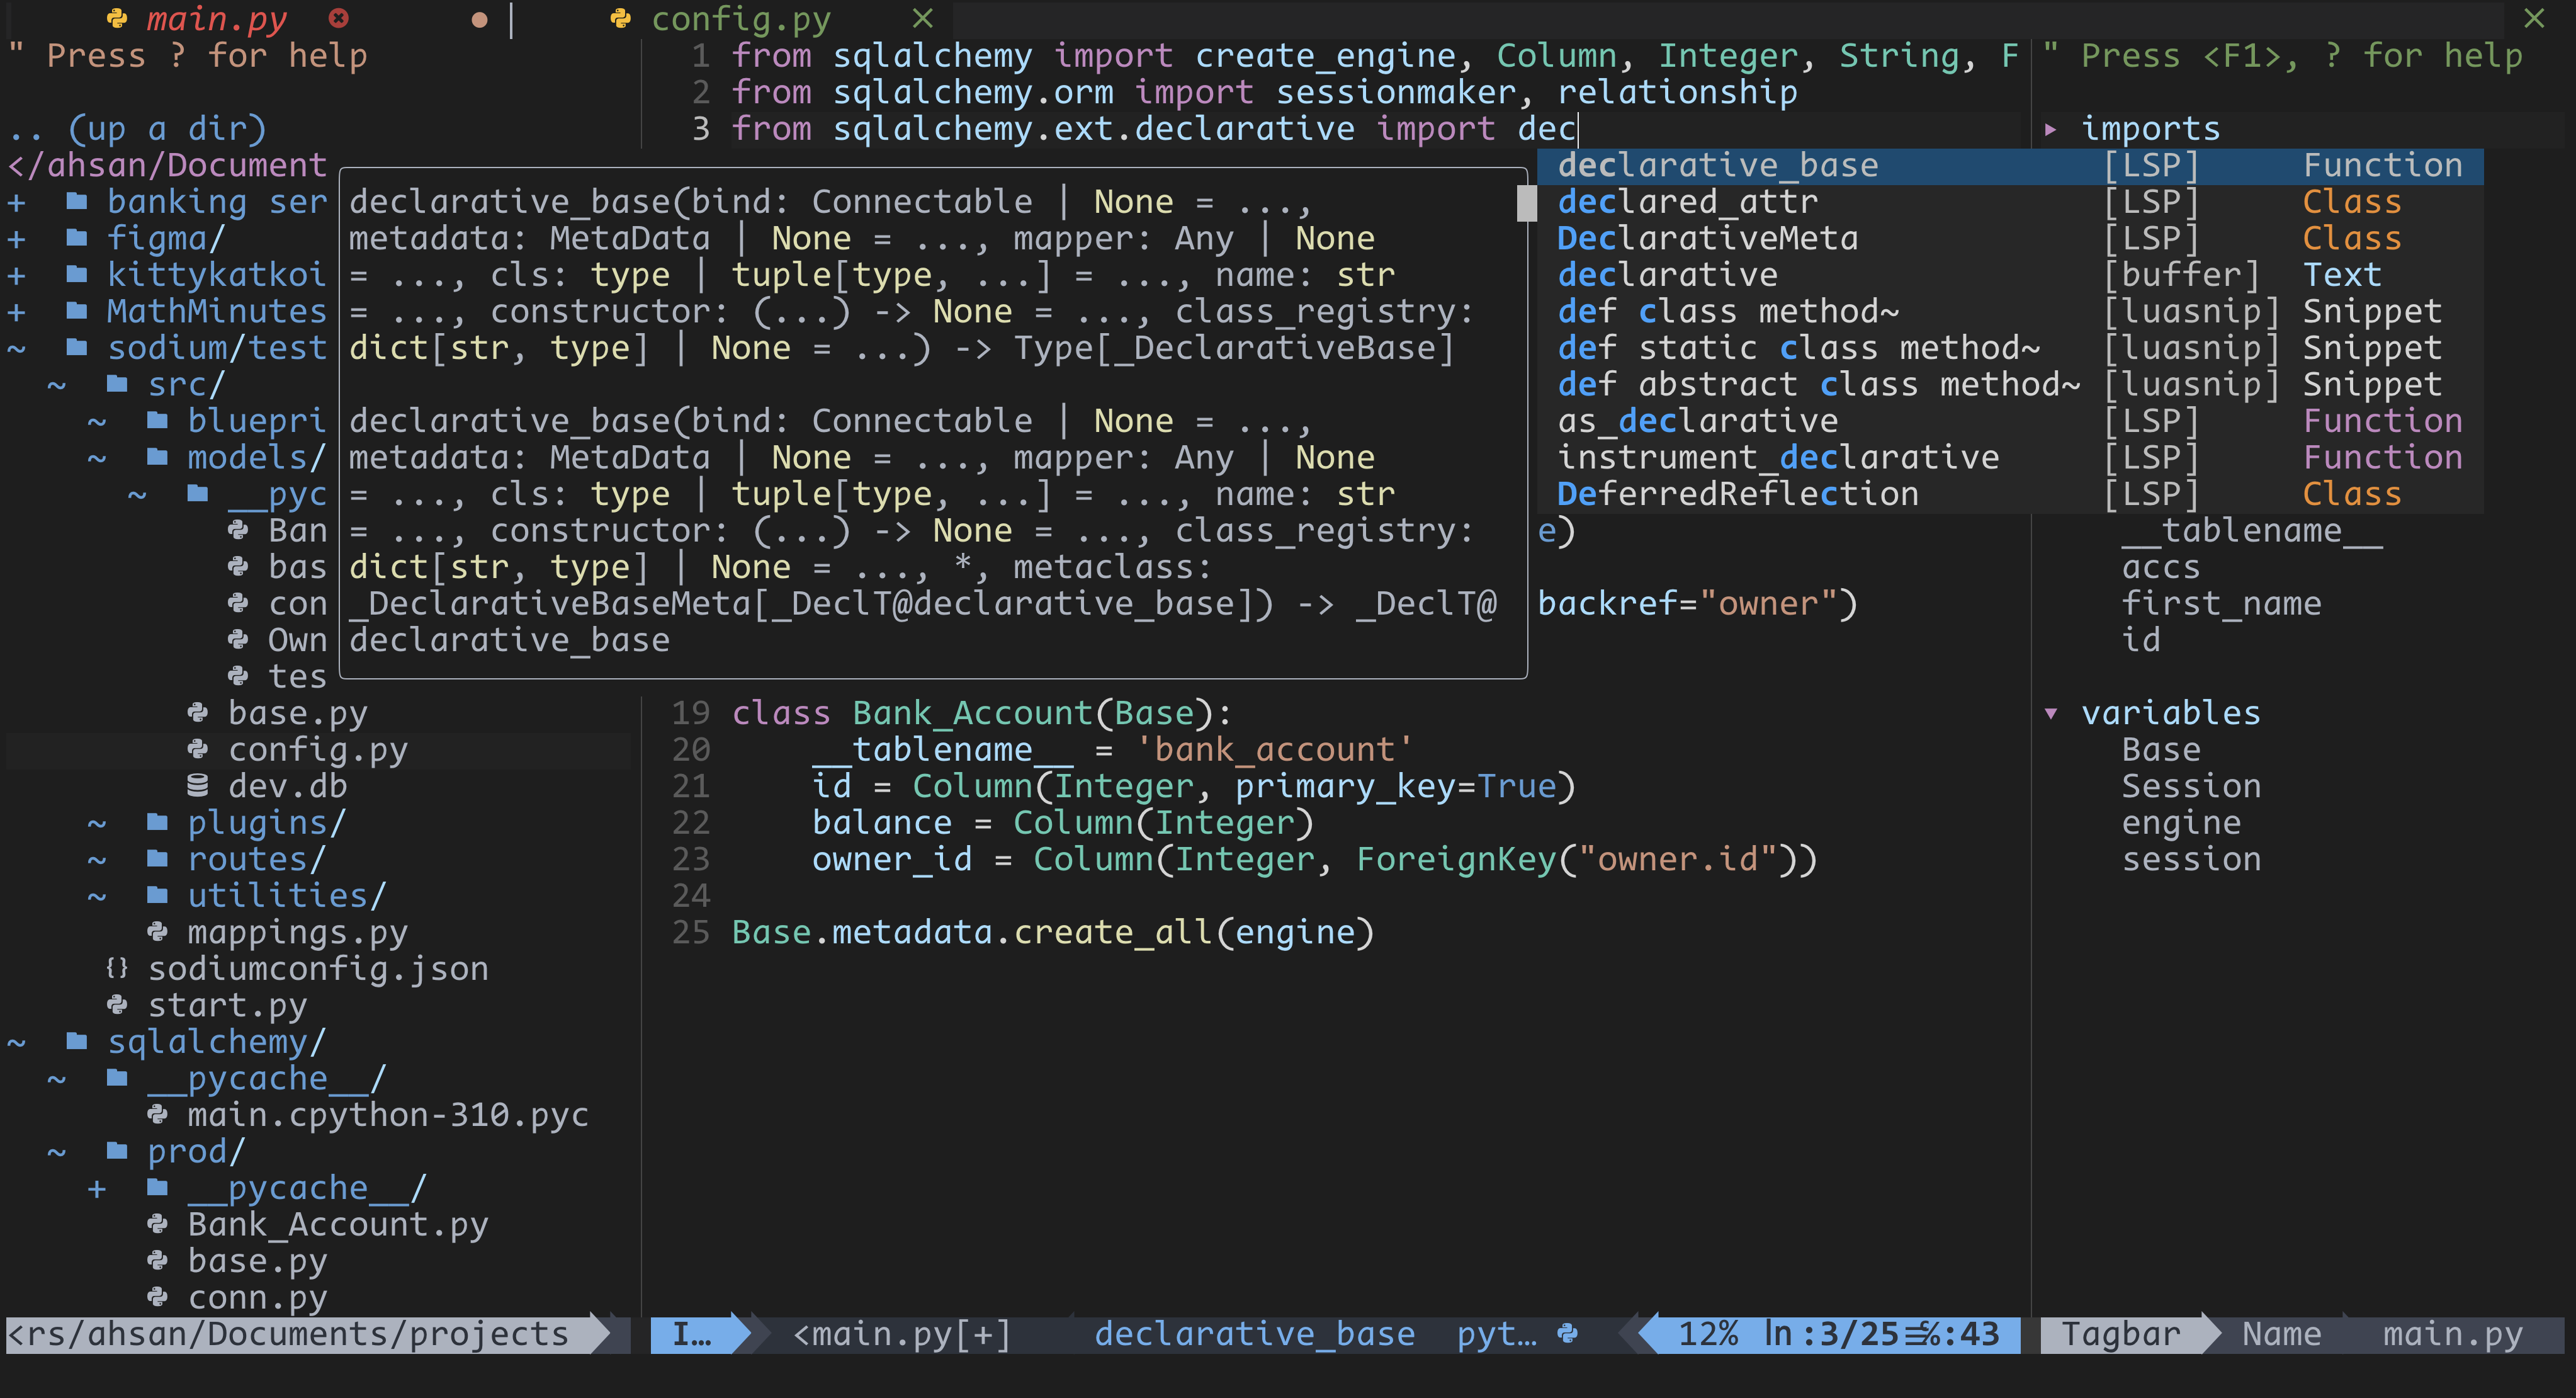 main.py
config.py
" Press ? for help
.. (up a dir)
</ahsan/Document
+ banking ser
+ figma/
+ kittykatkoi
+ MathMinutes
~ sodium/test
~ src/
~ bluepri
~ models/
~ __pyc
Ban
bas
con
Own
tes
base.py
config.py
dev.db
~ plugins/
~ routes/
~ utilities/
mappings.py
{} sodiumconfig.json
start.py
~ sqlalchemy/
~ __pycache__/
main.cpython-310.pyc
~ prod/
+ __pycache__/
Bank_Account.py
base.py
conn.py
1 from sqlalchemy import create_engine, Column, Integer, String, F
2 from sqlalchemy.orm import sessionmaker, relationship
3 from sqlalchemy.ext.declarative import dec
declarative_base(bind: Connectable | None = ...,
metadata: MetaData | None = ..., mapper: Any | None
= ..., cls: type | tuple[type, ...] = ..., name: str
= ..., constructor: (...) -> None = ..., class_registry:
dict[str, type] | None = ...) -> Type[_DeclarativeBase]
declarative_base(bind: Connectable | None = ...,
metadata: MetaData | None = ..., mapper: Any | None
= ..., cls: type | tuple[type, ...] = ..., name: str
= ..., constructor: (...) -> None = ..., class_registry:
dict[str, type] | None = ..., *, metaclass:
_DeclarativeBaseMeta[_DeclT@declarative_base]) -> _DeclT@
declarative_base
declarative_base [LSP] Function
declared_attr [LSP] Class
DeclarativeMeta [LSP] Class
declarative [buffer] Text
def class method~ [luasnip] Snippet
def static class method~ [luasnip] Snippet
def abstract class method~ [luasnip] Snippet
as_declarative [LSP] Function
instrument_declarative [LSP] Function
DeferredReflection [LSP] Class
e)
backref="owner")
19 class Bank_Account(Base):
20 __tablename__ = 'bank_account'
21 id = Column(Integer, primary_key=True)
22 balance = Column(Integer)
23 owner_id = Column(Integer, ForeignKey("owner.id"))
24
25 Base.metadata.create_all(engine)
" Press <F1>, ? for help
▸ imports
__tablename__
accs
first_name
id
▾ variables
Base
Session
engine
session
<rs/ahsan/Documents/projects
I… <main.py[+] declarative_base pyt… 12% ln :3/25 ≡ ℅:43
Tagbar Name main.py